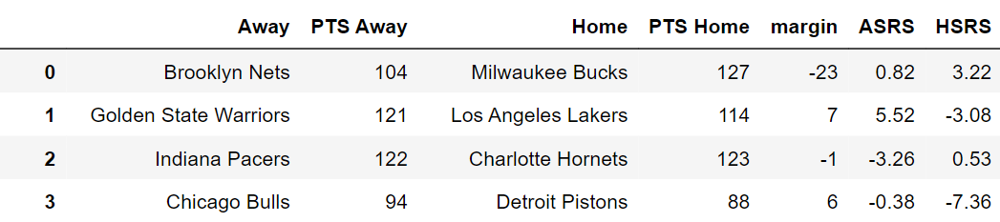 Away PTS Away Home PTS Home margin ASRS HSRS
0 Brooklyn Nets 104 Milwaukee Bucks 127 -23 0.82 3.22
1 Golden State Warriors 121 Los Angeles Lakers 114 7 5.52 -3.08
2 Indiana Pacers 122 Charlotte Hornets 123 -1 -3.26 0.53
3 Chicago Bulls 94 Detroit Pistons 88 6 -0.38 -7.36